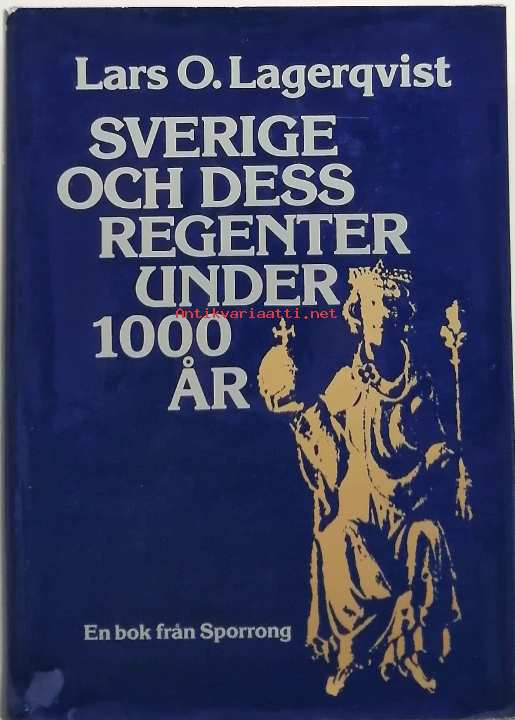 Lars O. Lagerqvist
SVERIGE
OCH DESS
REGENTER
UNDER
Antikvariaatti.net
1000
ÅR
En bok från Sporrong